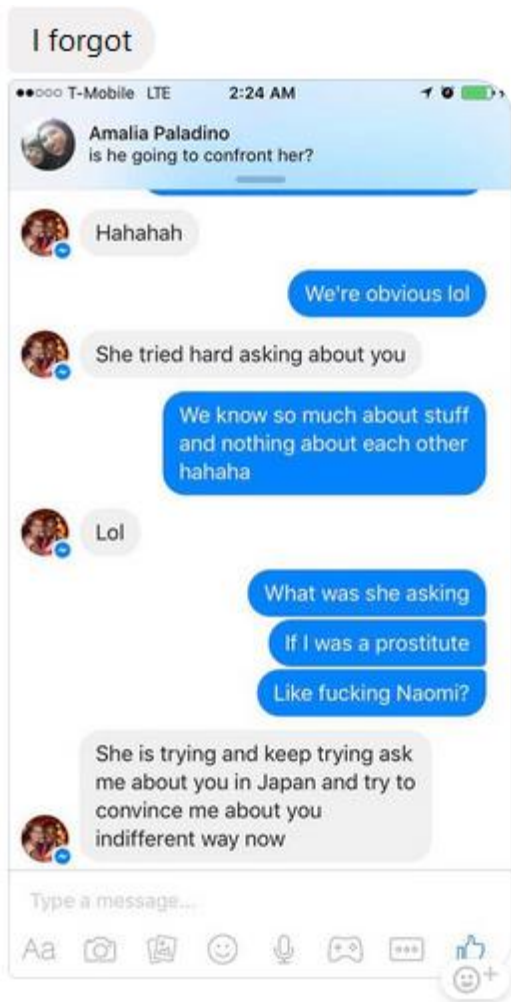 I forgot
T-Mobile LTE 2:24 AM
Amalia Paladino
is he going to confront her?
Hahahah
We're obvious lol
She tried hard asking about you
We know so much about stuff
and nothing about each other
hahaha
Lol
What was she asking
If I was a prostitute
Like fucking Naomi?
She is trying and keep trying ask
me about you in Japan and try to
convince me about you
indifferent way now
Type a message...
Aa